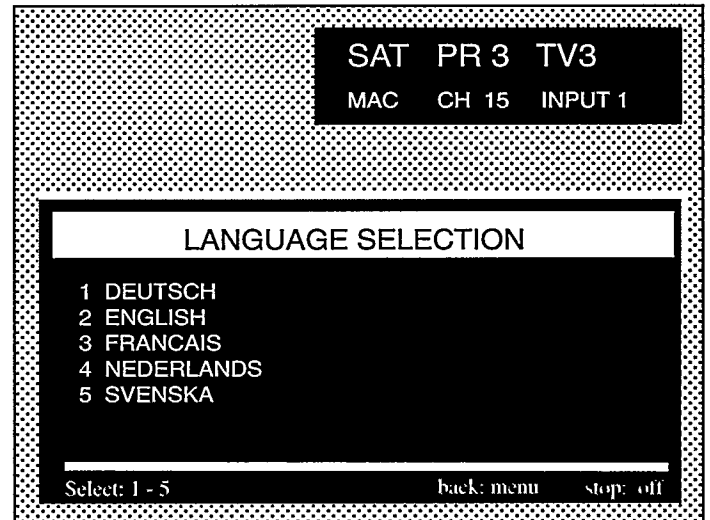 SAT PR 3 TV3
MAC CH 15 INPUT 1
LANGUAGE SELECTION
1 DEUTSCH
2 ENGLISH
3 FRANCAIS
4 NEDERLANDS
5 SVENSKA
Select: 1 - 5 back: menu stop: off